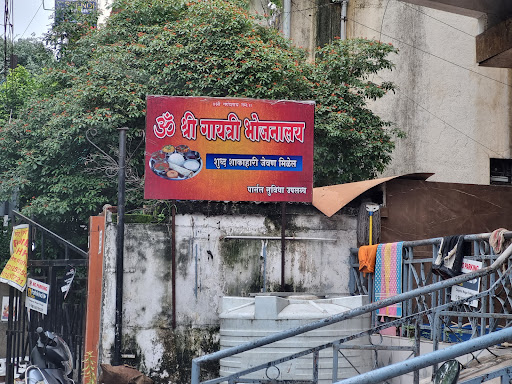 ॐ श्री गायत्री भोजनालय
शुध्द शाकाहारी जेवण मिळेल
पार्सल सुविधा उपलब्ध